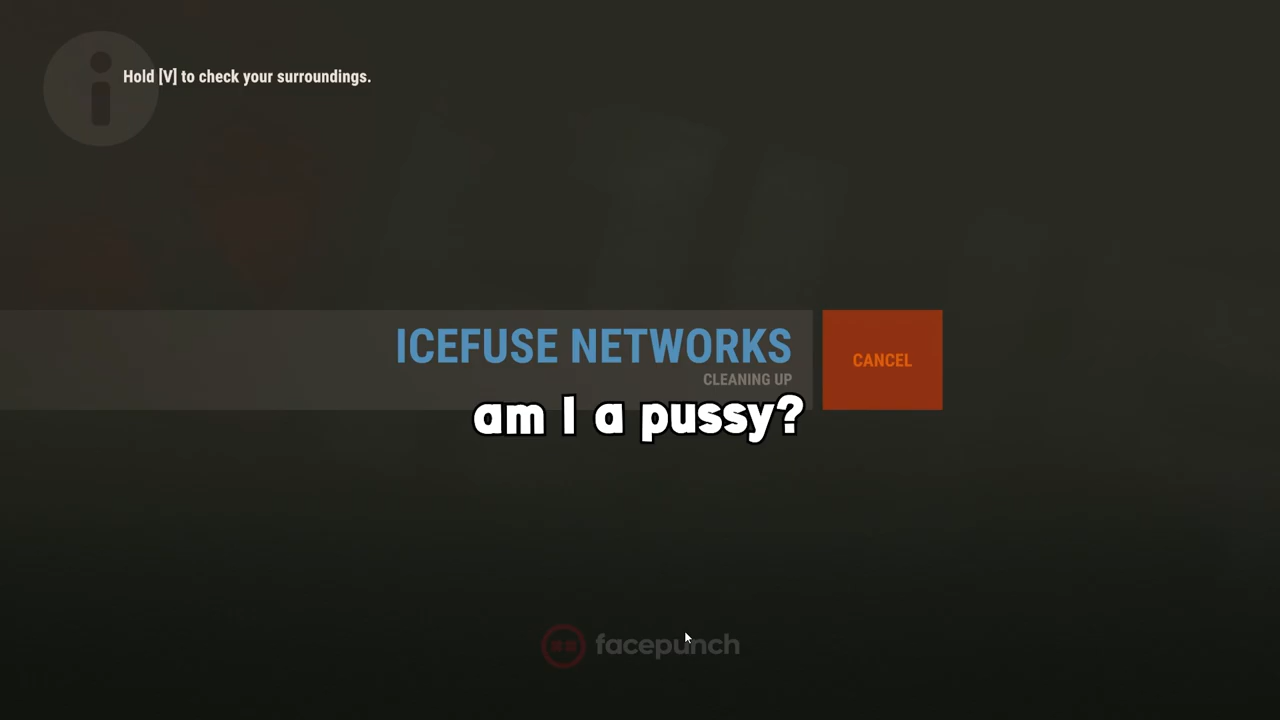 Hold [V] to check your surroundings.
ICEFUSE NETWORKS
CANCEL
CLEANING UP
am I a pussy?
facepunch